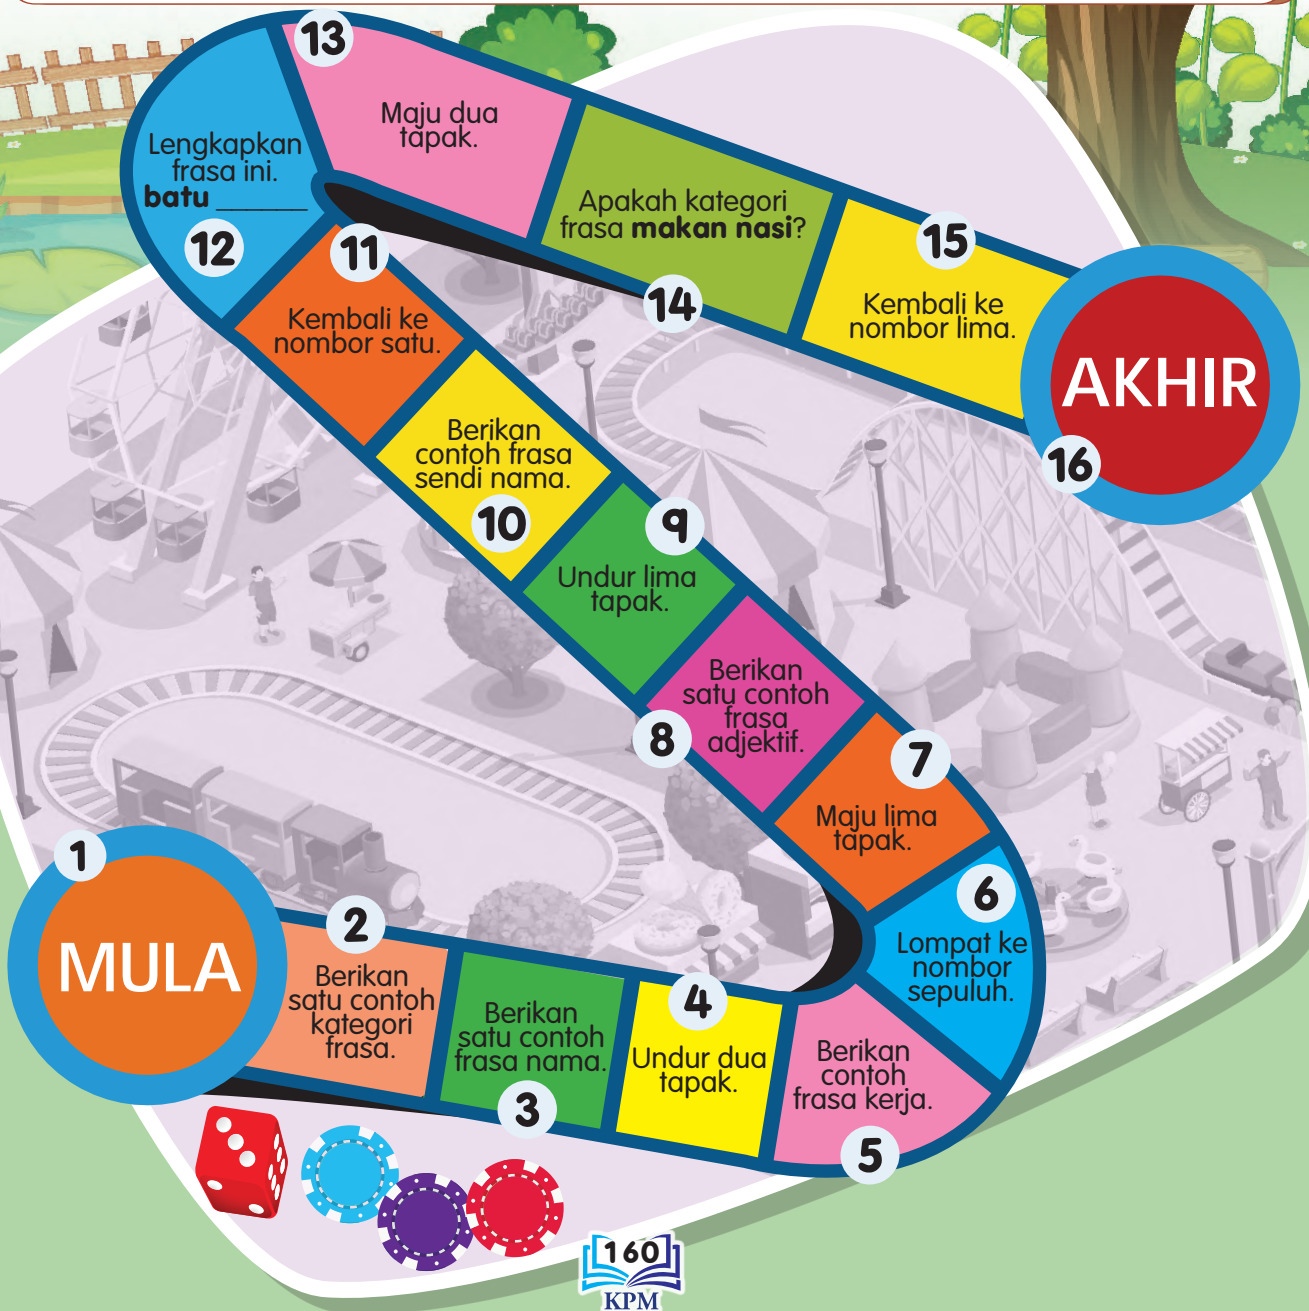 13
Maju dua
tapak.
Lengkapkan
frasa ini.
batu ______
12
Apakah kategori
frasa makan nasi?
14
15
Kembali ke
nombor lima.
AKHIR
16
11
Kembali ke
nombor satu.
Berikan
contoh frasa
sendi nama.
10
9
Undur lima
tapak.
Berikan
satu contoh
frasa
adjektif.
8
7
Maju lima
tapak.
6
Lompat ke
nombor
sepuluh.
1
MULA
2
Berikan
satu contoh
kategori
frasa.
Berikan
satu contoh
frasa nama.
3
4
Undur dua
tapak.
Berikan
contoh
frasa kerja.
5
160
KPM